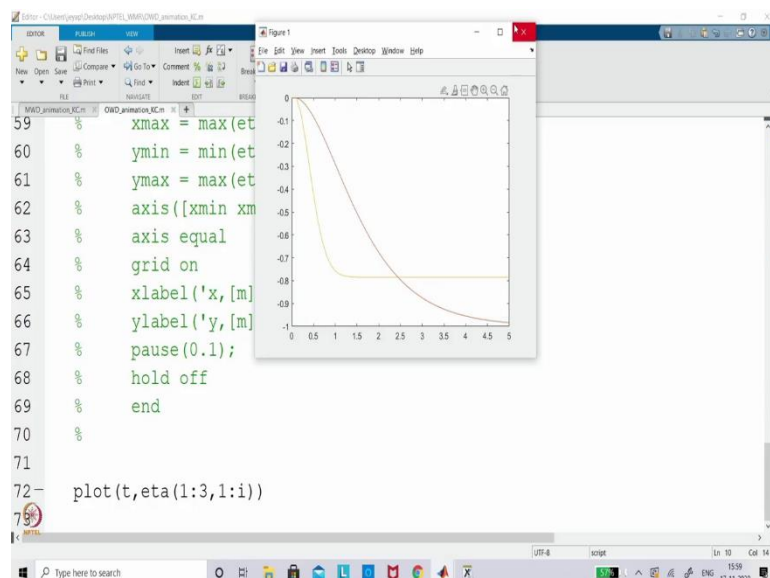 Editor - C:\Users\jeyap\Desktop\NPTEL_WMR\OWD_animation_KC.m
EDITOR PUBLISH VIEW
New Open Save Find Files Compare Print Go To Find Insert fx Comment % Indent
FILE NAVIGATE EDIT
MWD_animation_KC.m OWD_animation_KC.m
Figure 1
File Edit View Insert Tools Desktop Window Help
59 % xmax = max(et
60 % ymin = min(et
61 % ymax = max(et
62 % axis([xmin xm
63 % axis equal
64 % grid on
65 % xlabel('x,[m]
66 % ylabel('y,[m]
67 % pause(0.1);
68 % hold off
69 % end
70 %
71
72 plot(t,eta(1:3,1:i))
73
0
-0.1
-0.2
-0.3
-0.4
-0.5
-0.6
-0.7
-0.8
-0.9
-1
0 0.5 1 1.5 2 2.5 3 3.5 4 4.5 5
NPTEL
UTF-8 script Ln 10 Col 14
Type here to search
57% ENG 15:59